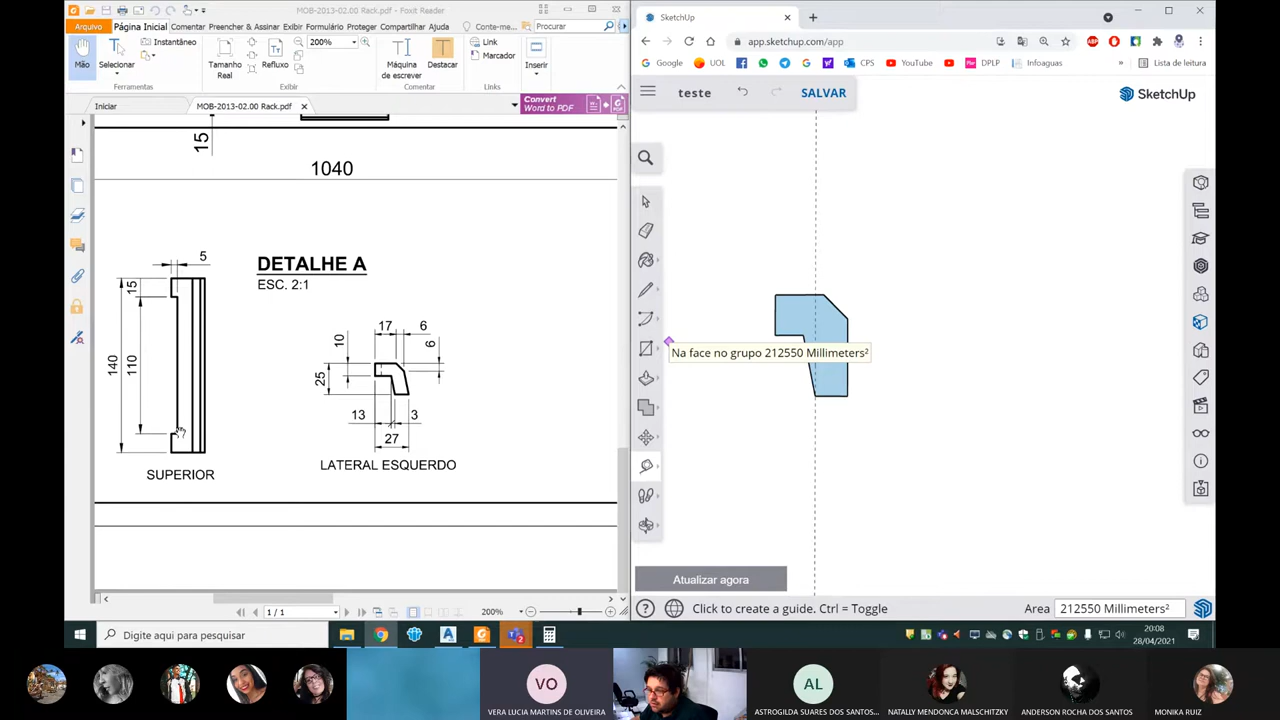 MOB-2013-02.00 Rack.pdf - Foxit Reader
Arquivo
Página Inicial
Comentar
Preencher & Assinar
Exibir
Formulário
Proteger
Compartilhar
Ajuda
Conte-me...
Procurar
Mão
Selecionar
Instantâneo
Ferramentas
Tamanho
Real
Refluxo
200%
Exibir
Máquina
de escrever
Destacar
Comentar
Link
Marcador
Links
Inserir
Iniciar
MOB-2013-02.00 Rack.pdf
Convert
Word to PDF
15
1040
5
15
110
140
SUPERIOR
DETALHE A
ESC. 2:1
17
6
10
6
25
13
3
27
LATERAL ESQUERDO
1 / 1
200%
SketchUp
app.sketchup.com/app
Google
UOL
CPS
YouTube
DPLP
Infoaguas
»
Lista de leitura
teste
SALVAR
SketchUp
Na face no grupo 212550 Millimeters²
Atualizar agora
Click to create a guide. Ctrl = Toggle
Area
212550 Millimeters²
Digite aqui para pesquisar
20:08
28/04/2021
VO
VERA LUCIA MARTINS DE OLIVEIRA
AL
ASTROGILDA SUARES DOS SANTOS...
NATALLY MENDONCA MALSCHITZKY
ANDERSON ROCHA DOS SANTOS
MONIKA RUIZ